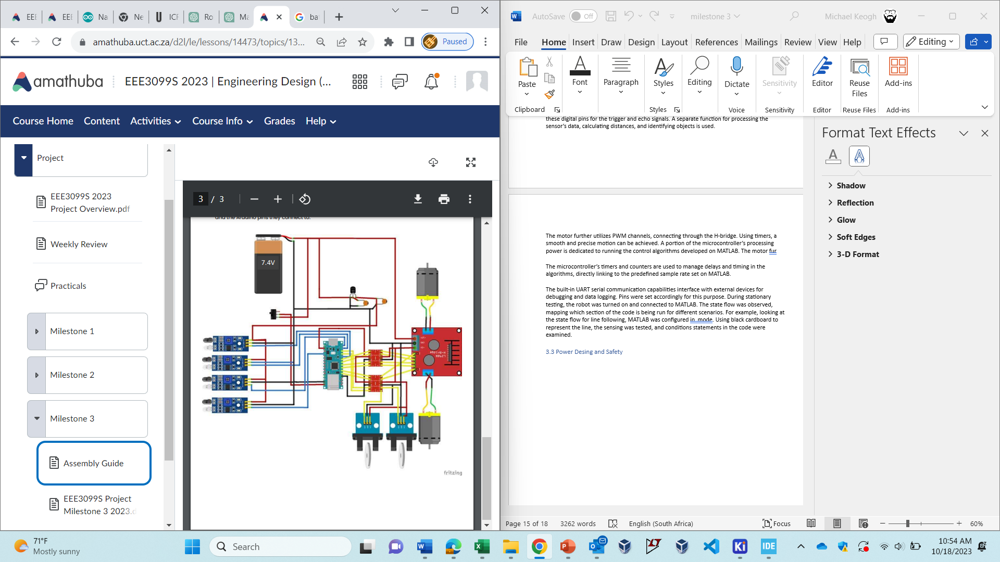 EEE
EEE
Na
Ne
ICF
Ro
Ma
ba
amathuba.uct.ac.za/d2l/le/lessons/14473/topics/13...
Paused
amathuba
EEE3099S 2023 | Engineering Design (...
Course Home
Content
Activities
Course Info
Grades
Help
Project
EEE3099S 2023
Project Overview.pdf
Weekly Review
Practicals
Milestone 1
Milestone 2
Milestone 3
Assembly Guide
EEE3099S Project
Milestone 3 2023.d
3 / 3
and the Arduino pins they connect to.
7.4V
L298N
H-Bridge
fritzing
AutoSave
Off
milestone 3
Michael Keogh
File
Home
Insert
Draw
Design
Layout
References
Mailings
Review
View
Help
Editing
Paste
Font
Paragraph
Styles
Editing
Dictate
Sensitivity
Editor
Reuse
Files
Add-ins
Clipboard
Styles
Voice
Sensitivity
Editor
Reuse Files
Add-ins
these digital pins for the trigger and echo signals. A separate function for processing the
sensor's data, calculating distances, and identifying objects is used.
The motor further utilizes PWM channels, connecting through the H-bridge. Using timers, a
smooth and precise motion can be achieved. A portion of the microcontroller's processing
power is dedicated to running the control algorithms developed on MATLAB. The motor fur
The microcontroller's timers and counters are used to manage delays and timing in the
algorithms, directly linking to the predefined sample rate set on MATLAB.
The built-in UART serial communication capabilities interface with external devices for
debugging and data logging. Pins were set accordingly for this purpose. During stationary
testing, the robot was turned on and connected to MATLAB. The state flow was observed,
mapping which section of the code is being run for different scenarios. For example, looking at
the state flow for line following, MATLAB was configured in mode. Using black cardboard to
represent the line, the sensing was tested, and conditions statements in the code were
examined.
3.3 Power Desing and Safety
Format Text Effects
Shadow
Reflection
Glow
Soft Edges
3-D Format
Page 15 of 18
3262 words
English (South Africa)
Focus
60%
71°F
Mostly sunny
Search
IDE
10:54 AM
10/18/2023